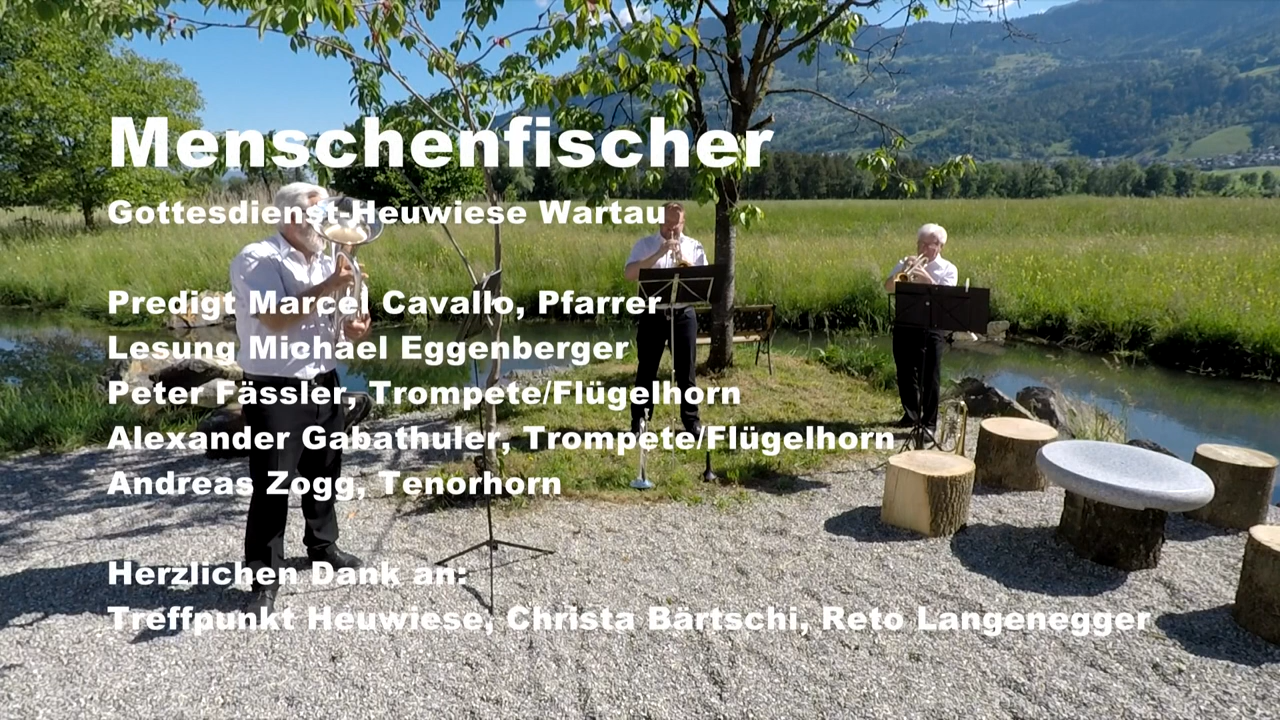 Menschenfischer
Gottesdienst-Heuwiese Wartau
Predigt Marcel Cavallo, Pfarrer
Lesung Michael Eggenberger
Peter Fässler, Trompete/Flügelhorn
Alexander Gabathuler, Trompete/Flügelhorn
Andreas Zogg, Tenorhorn
Herzlichen Dank an:
Treffpunkt Heuwiese, Christa Bärtschi, Reto Langenegger